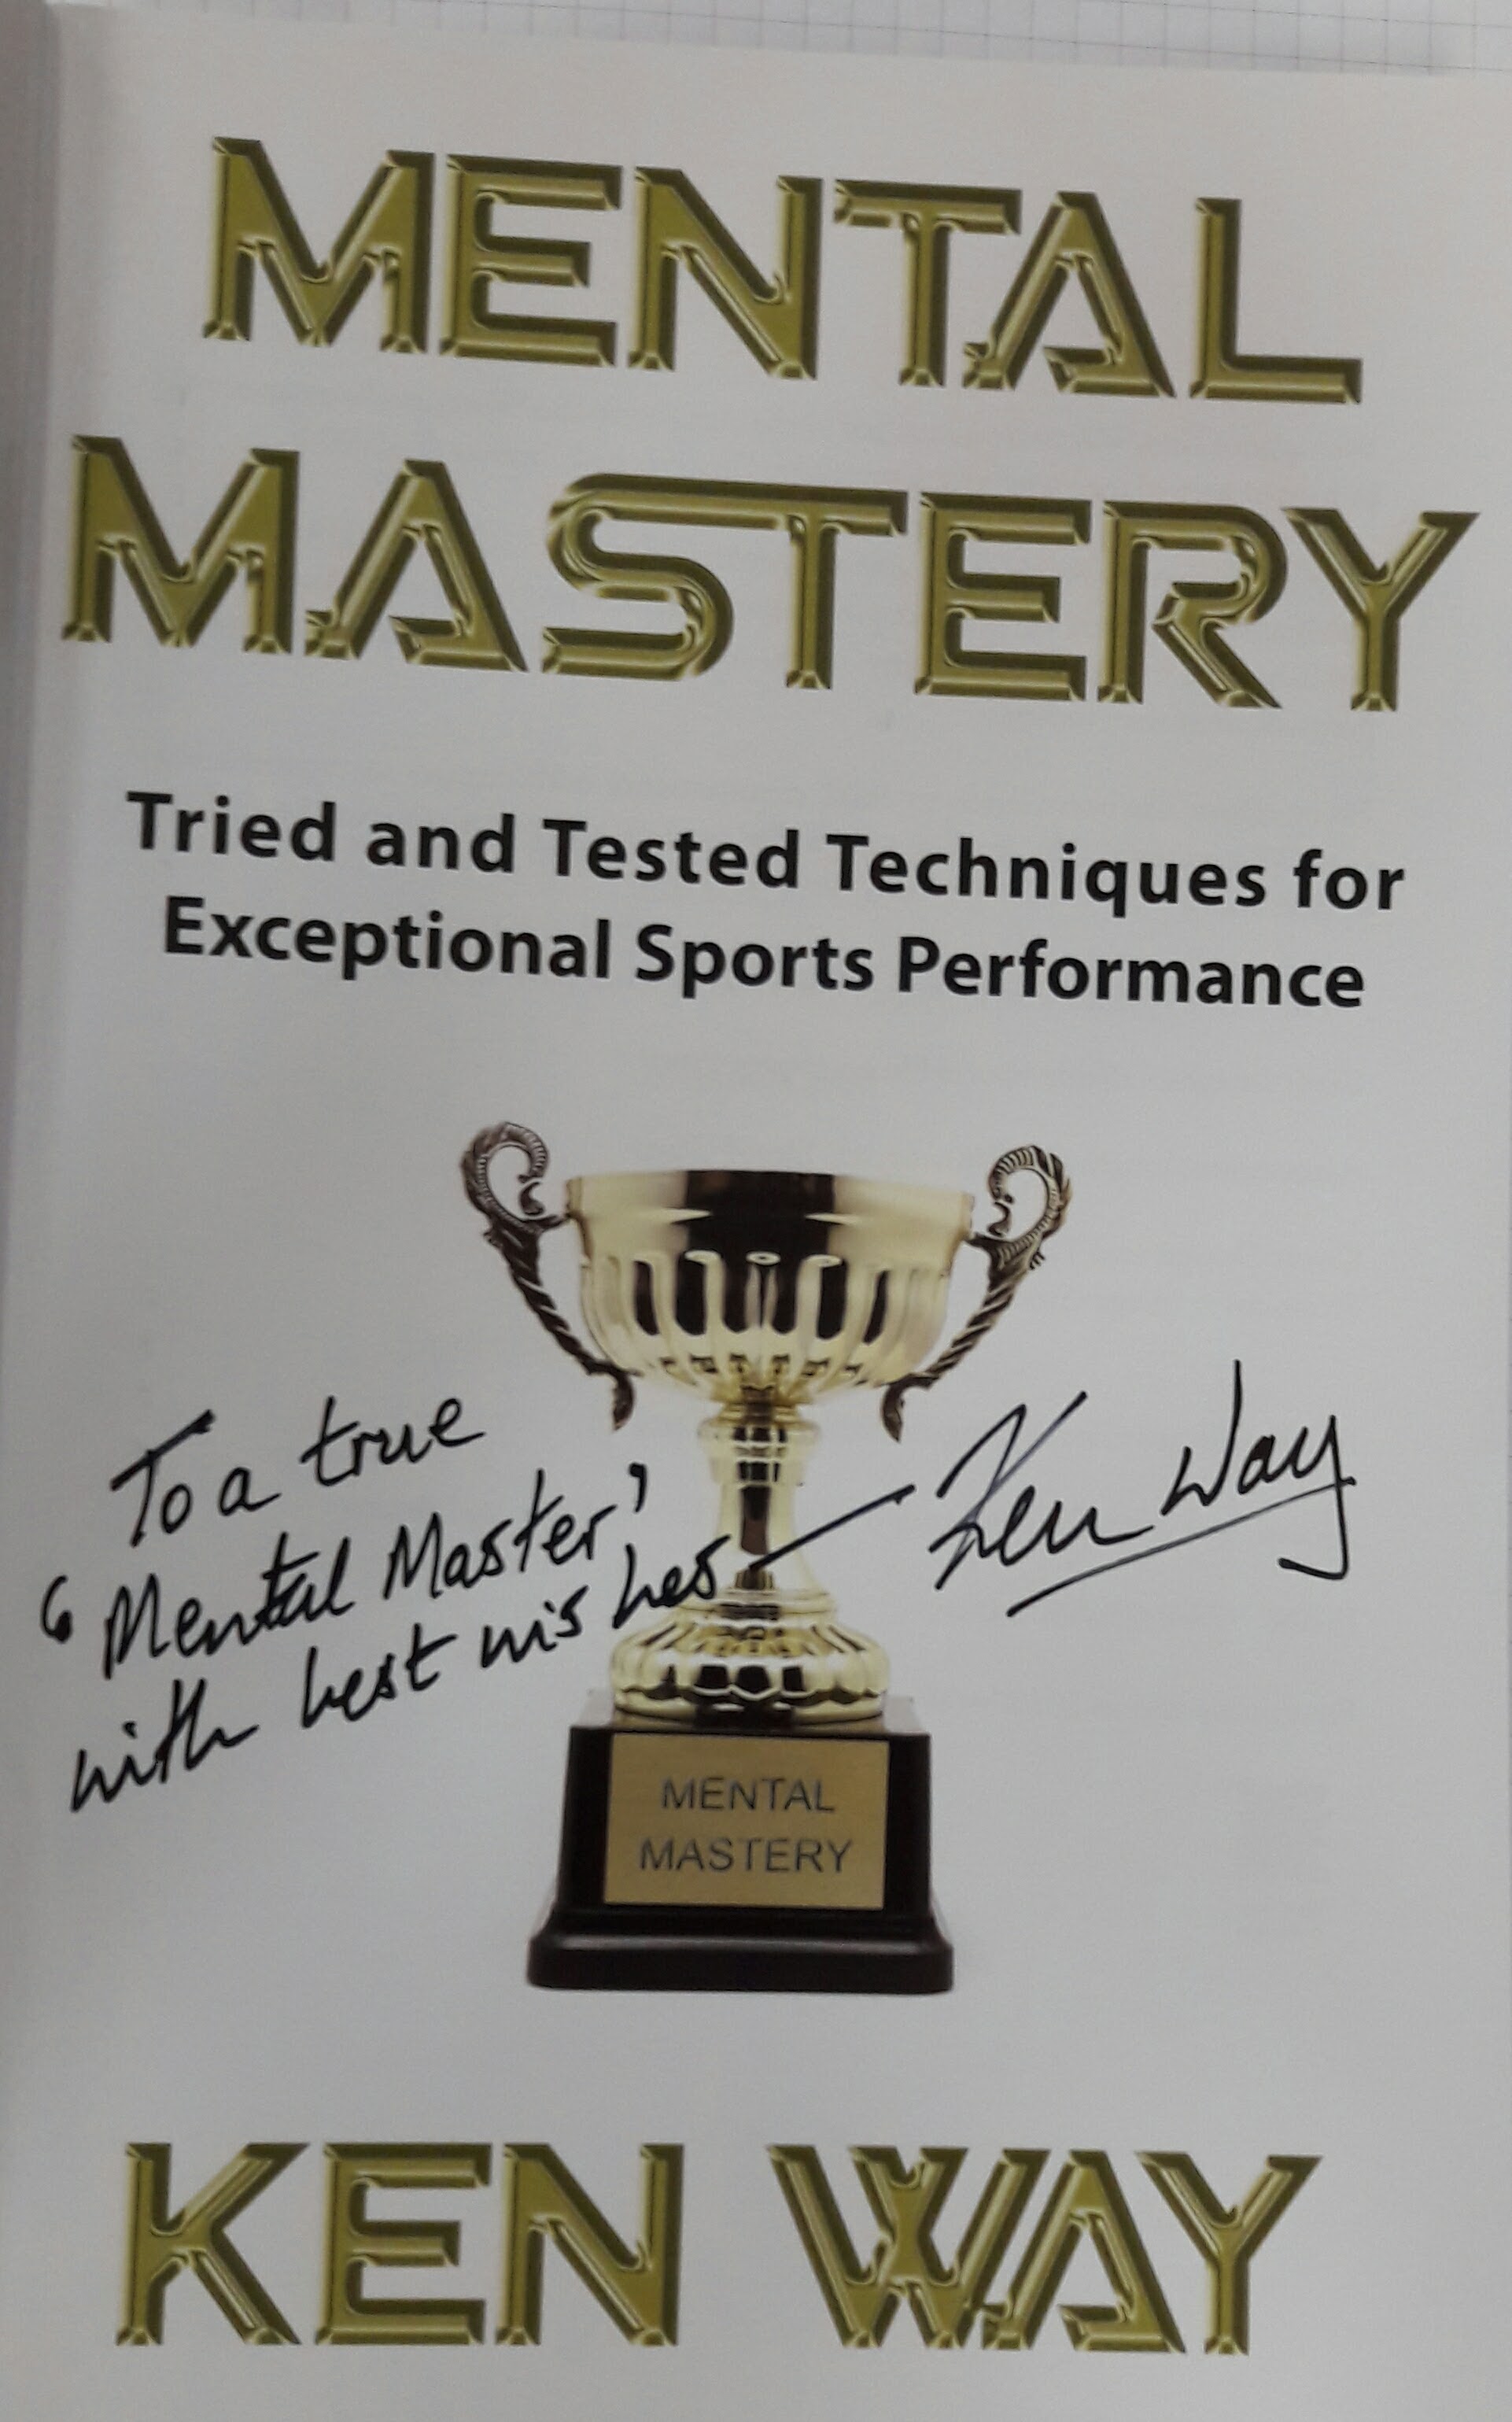 MENTAL
MASTERY
Tried and Tested Techniques for
Exceptional Sports Performance
To a true
‘Mental Master’
with best wishes — Ken Way
MENTAL
MASTERY
KEN WAY